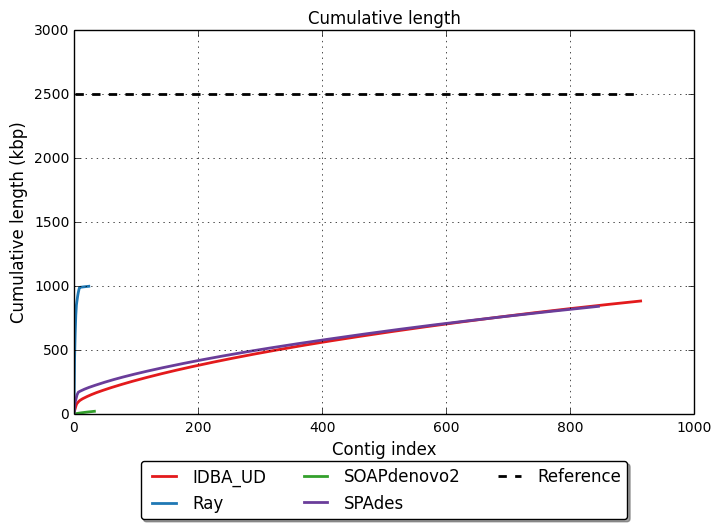 Cumulative length
3000
2500
2000
1500
1000
500
0
Cumulative length (kbp)
0 200 400 600 800 1000
Contig index
IDBA_UD SOAPdenovo2 Reference
Ray SPAdes